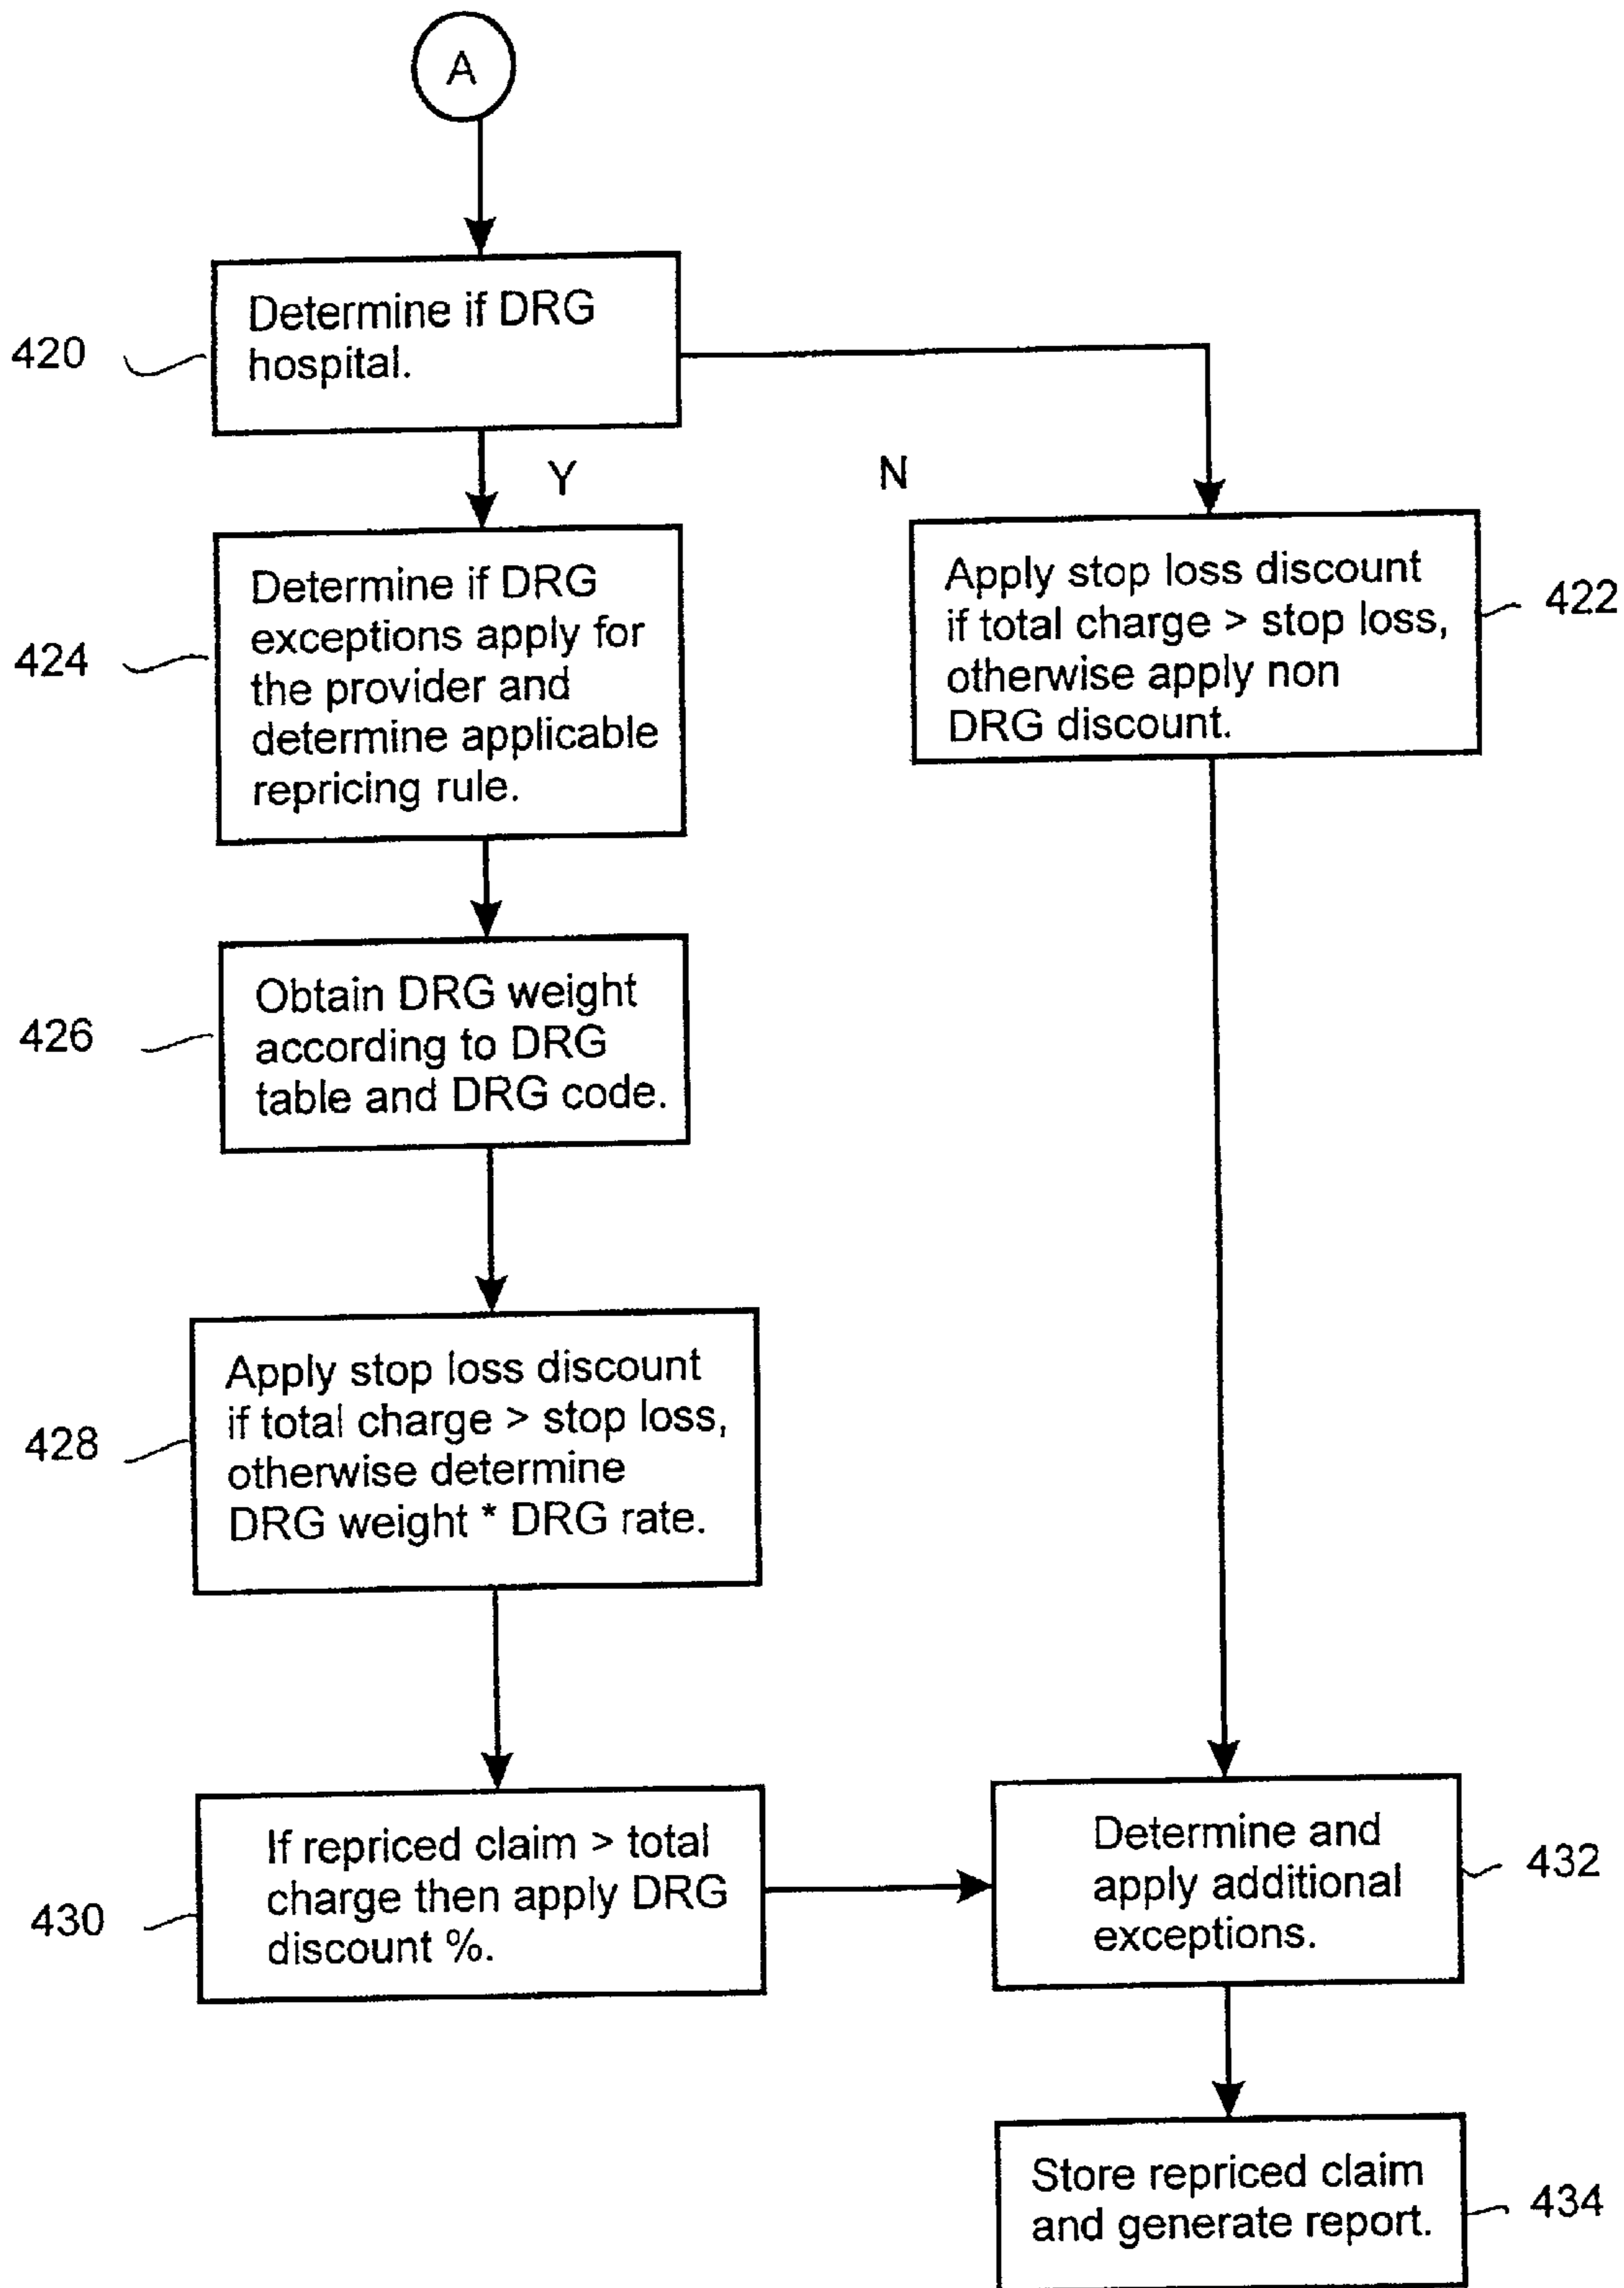 A
420
Determine if DRG
hospital.
Y
N
424
Determine if DRG
exceptions apply for
the provider and
determine applicable
repricing rule.
Apply stop loss discount
if total charge > stop loss,
otherwise apply non
DRG discount.
422
426
Obtain DRG weight
according to DRG
table and DRG code.
428
Apply stop loss discount
if total charge > stop loss,
otherwise determine
DRG weight * DRG rate.
430
If repriced claim > total
charge then apply DRG
discount %.
Determine and
apply additional
exceptions.
432
Store repriced claim
and generate report.
434